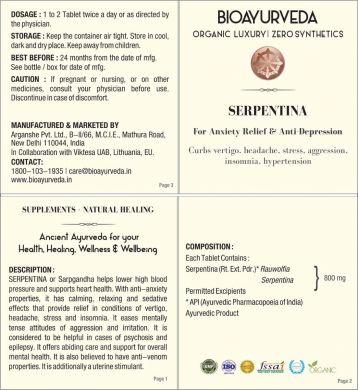 DOSAGE : 1 to 2 Tablet twice a day or as directed by
the physician.
STORAGE : Keep the container air tight. Store in cool,
dark and dry place. Keep away from children.
BEST BEFORE : 24 months from the date of mfg.
See bottle / box for date of mfg.
CAUTION : If pregnant or nursing, or on other
medicines, consult your physician before use.
Discontinue in case of discomfort.
MANUFACTURED & MARKETED BY
Arganshe Pvt. Ltd., B–II/66, M.C.I.E., Mathura Road,
New Delhi 110044, India
In Collaboration with Viklesa UAB, Lithuania, EU.
CONTACT:
1800–103–1935 | care@bioayurveda.in
www.bioayurveda.in
Page 3
BIOAYURVEDA
ORGANIC LUXURY| ZERO SYNTHETICS
SERPENTINA
For Anxiety Relief & Anti-Depression
Curbs vertigo, headache, stress, aggression,
insomnia, hypertension
SUPPLEMENTS – NATURAL HEALING
Ancient Ayurveda for your
Health, Healing, Wellness & Wellbeing
DESCRIPTION :
SERPENTINA or Sarpgandha helps lower high blood
pressure and supports heart health. With anti–anxiety
properties, it has calming, relaxing and sedative
effects that provide relief in conditions of vertigo,
headache, stress and insomnia. It eases mentally
tense attitudes of aggression and irritation. It is
considered to be helpful in cases of psychosis and
epilepsy. It offers abiding care and support for overall
mental health. It is also believed to have anti–venom
properties. It is additionally a uterine stimulant.
Page 1
COMPOSITION :
Each Tablet Contains :
Serpentina (Rt. Ext. Pdr.)* Rauwolfia
Serpentina
800 mg
Permitted Excipients
* API (Ayurvedic Pharmacopoeia of India)
Ayurvedic Product
GMP
ISO
fssai
ORGANIC
Page 2